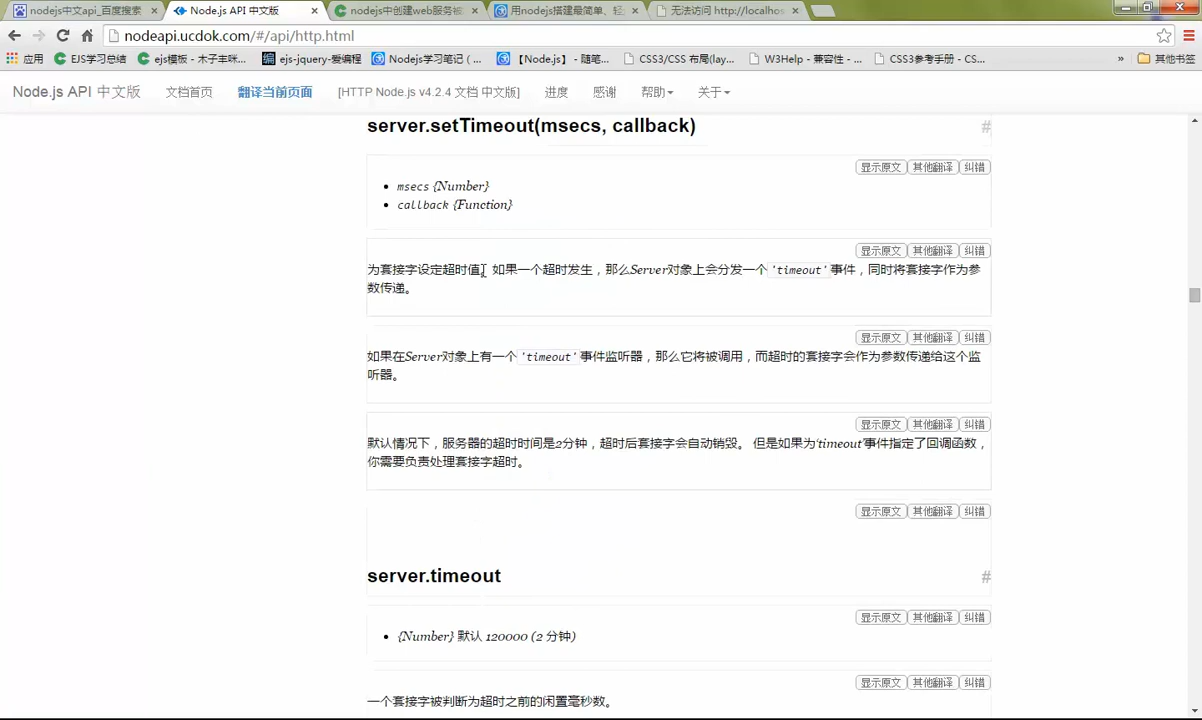 nodejs中文api_百度搜索
Node.js API 中文版
nodejs中创建web服务被
用nodejs搭建最简单、轻
无法访问 http://localhos
nodeapi.ucdok.com/#/api/http.html
应用 EJS学习总结 ejs模板 - 木子丰咪... ejs-jquery-爱编程 Nodejs学习笔记（... 【Node.js】 - 随笔... CSS3/CSS 布局(lay... W3Help - 兼容性 -... CSS3参考手册 - CS... » 其他书签
Node.js API 中文版 文档首页 翻译当前页面 [HTTP Node.js v4.2.4 文档 中文版] 进度 感谢 帮助 关于
server.setTimeout(msecs, callback) #
显示原文 其他翻译 纠错
msecs {Number}
callback {Function}
显示原文 其他翻译 纠错
为套接字设定超时值。如果一个超时发生，那么Server对象上会分发一个 'timeout' 事件，同时将套接字作为参
数传递。
显示原文 其他翻译 纠错
如果在Server对象上有一个 'timeout' 事件监听器，那么它将被调用，而超时的套接字会作为参数传递给这个监
听器。
显示原文 其他翻译 纠错
默认情况下，服务器的超时时间是2分钟，超时后套接字会自动销毁。 但是如果为'timeout'事件指定了回调函数，
你需要负责处理套接字超时。
显示原文 其他翻译 纠错
server.timeout #
显示原文 其他翻译 纠错
{Number} 默认 120000 (2 分钟)
显示原文 其他翻译 纠错
一个套接字被判断为超时之前的闲置毫秒数。